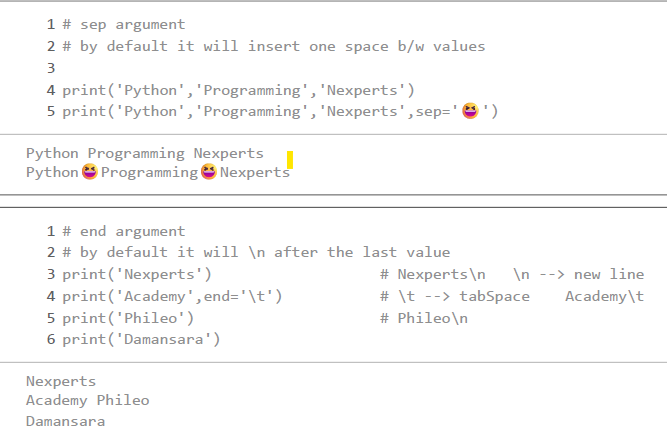 1 # sep argument
2 # by default it will insert one space b/w values
3
4 print('Python','Programming','Nexperts')
5 print('Python','Programming','Nexperts',sep='😆')
Python Programming Nexperts
Python😆Programming😆Nexperts
1 # end argument
2 # by default it will \n after the last value
3 print('Nexperts')                   # Nexperts\n   \n --> new line
4 print('Academy',end='\t')           # \t --> tabSpace    Academy\t
5 print('Phileo')                     # Phileo\n
6 print('Damansara')
Nexperts
Academy Phileo
Damansara